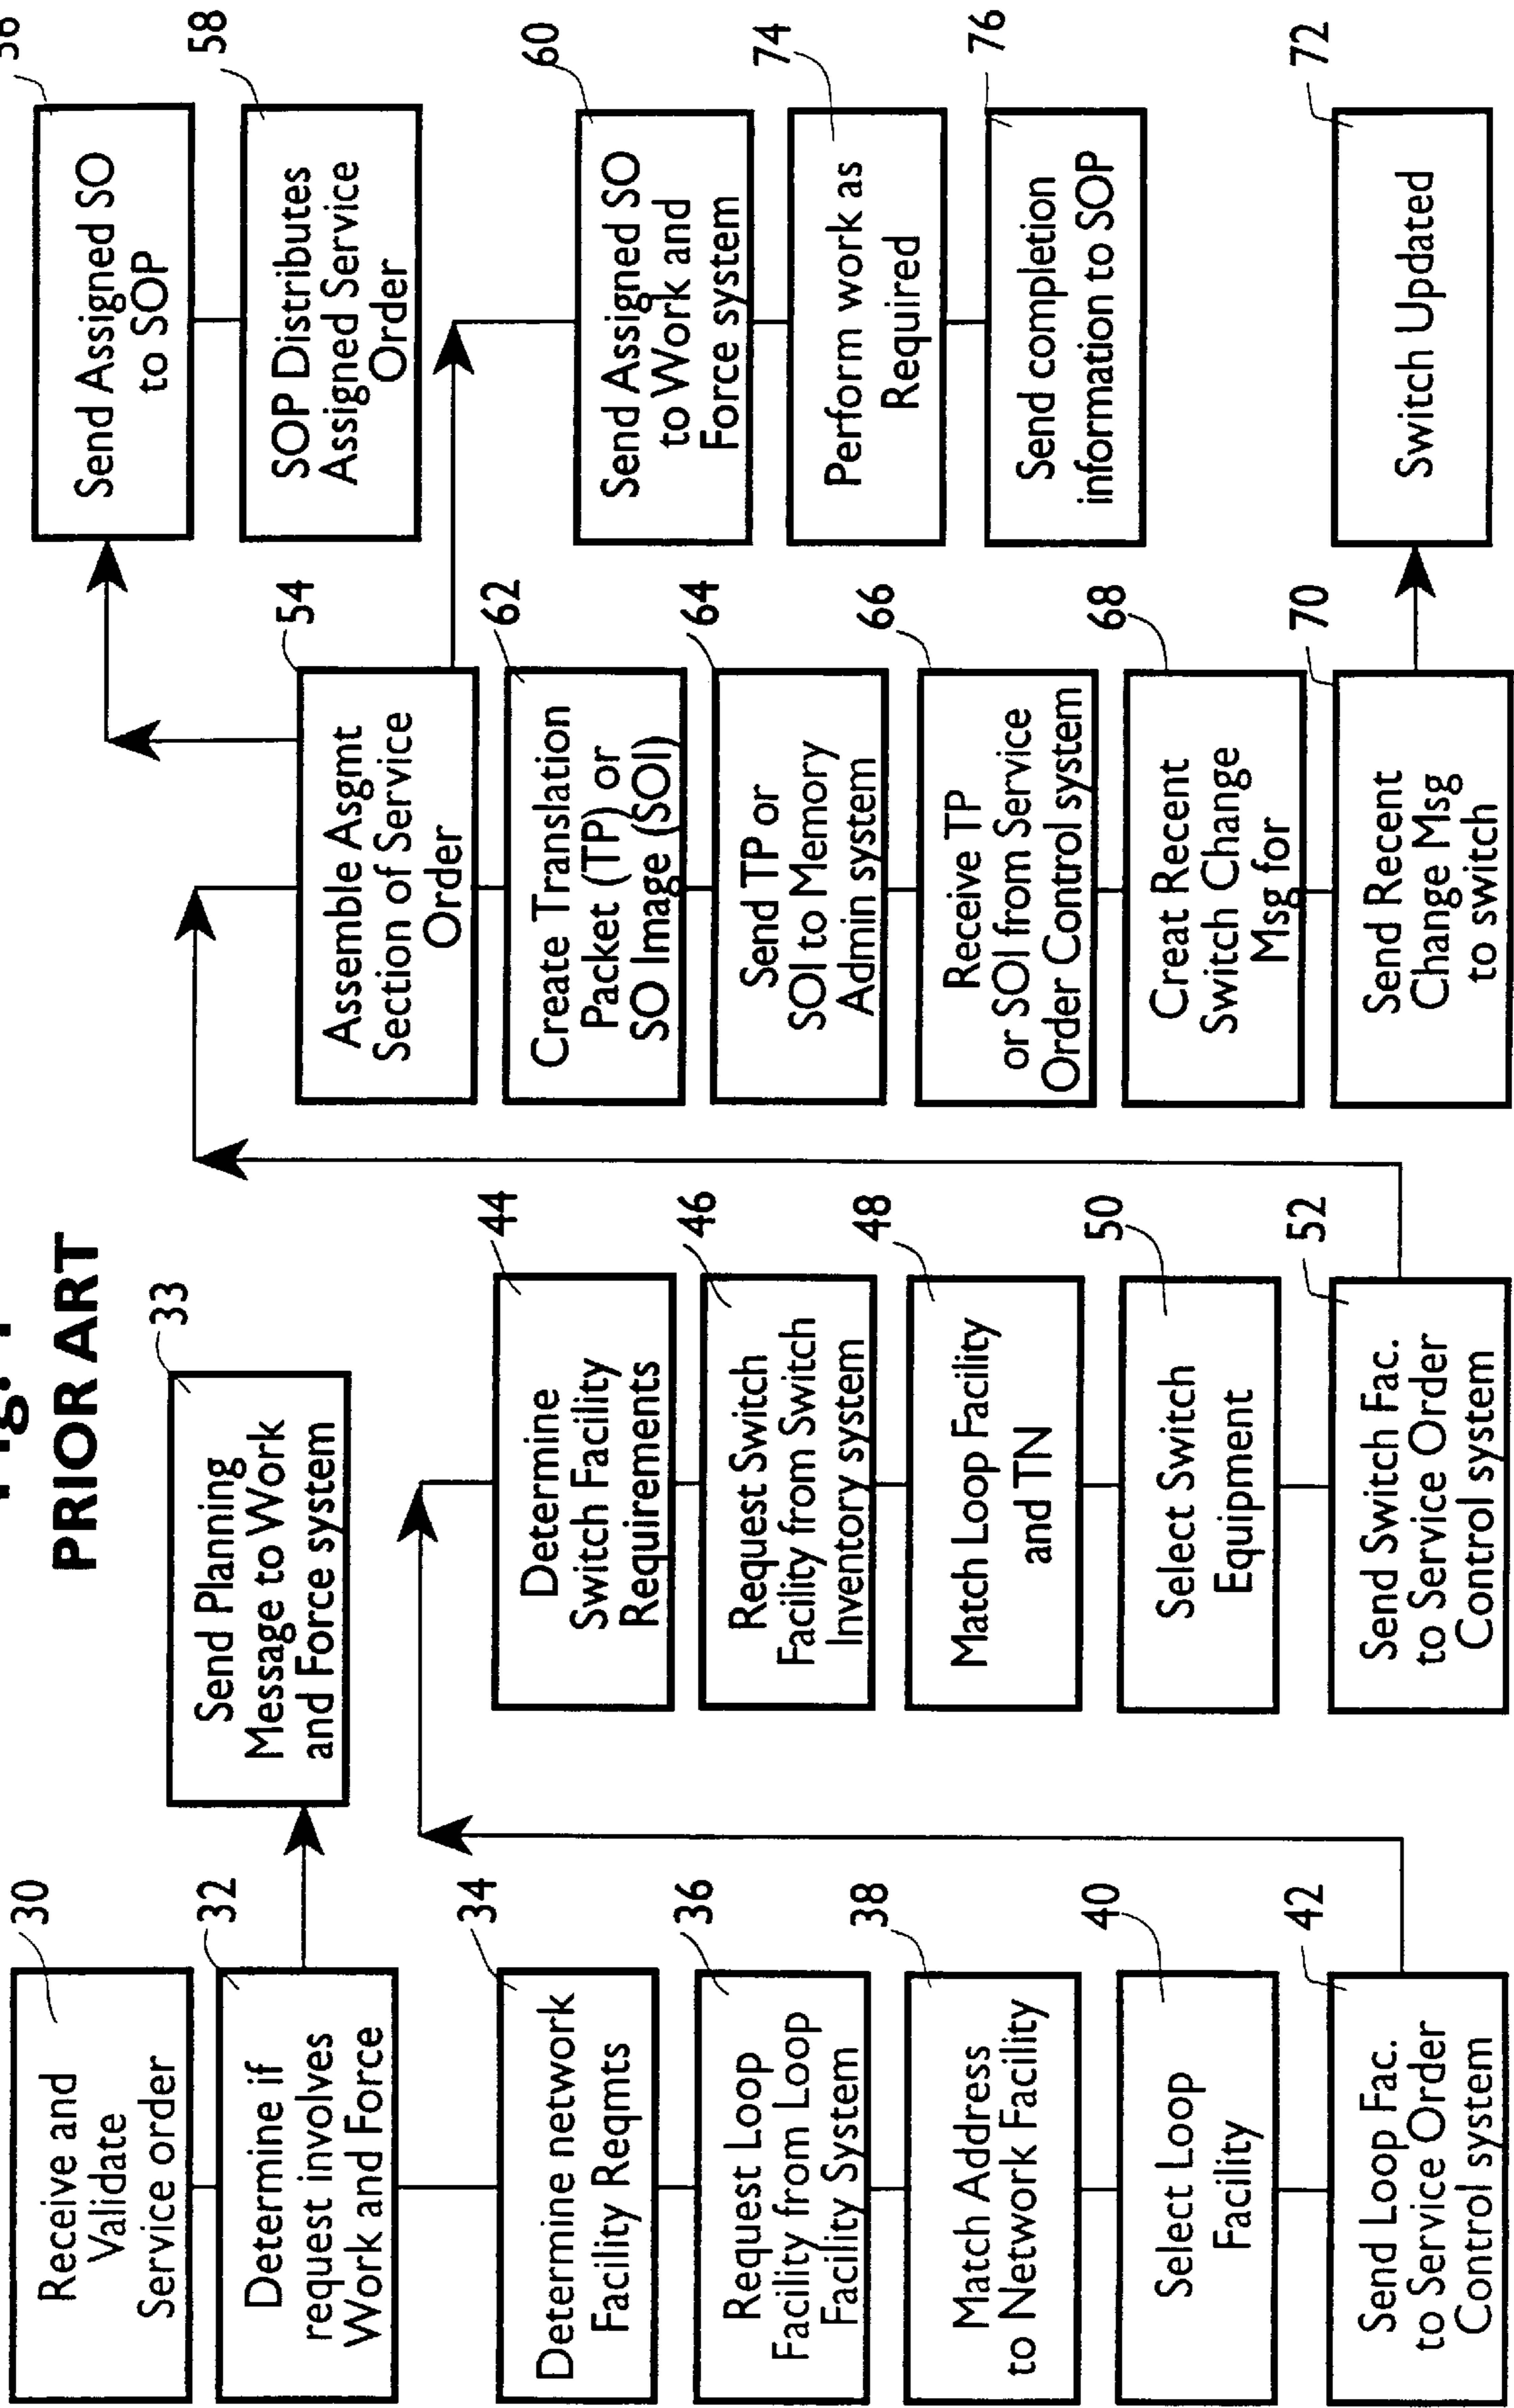 PRIOR ART
30
Receive and
Validate
Service order
32
Determine if
request involves
Work and Force
33
Send Planning
Message to Work
and Force system
34
Determine network
Facility Reqmts
36
Request Loop
Facility from Loop
Facility System
38
Match Address
to Network Facility
40
Select Loop
Facility
42
Send Loop Fac.
to Service Order
Control system
44
Determine
Switch Facility
Requirements
46
Request Switch
Facility from Switch
Inventory system
48
Match Loop Facility
and TN
50
Select Switch
Equipment
52
Send Switch Fac.
to Service Order
Control system
54
Assemble Asgmt
Section of Service
Order
62
Create Translation
Packet (TP) or
SO Image (SOI)
64
Send TP or
SOI to Memory
Admin system
66
Receive TP
or SOI from Service
Order Control system
68
Creat Recent
Switch Change
Msg for
70
Send Recent
Change Msg
to switch
Send Assigned SO
to SOP
58
SOP Distributes
Assigned Service
Order
60
Send Assigned SO
to Work and
Force system
74
Perform work as
Required
76
Send completion
information to SOP
72
Switch Updated